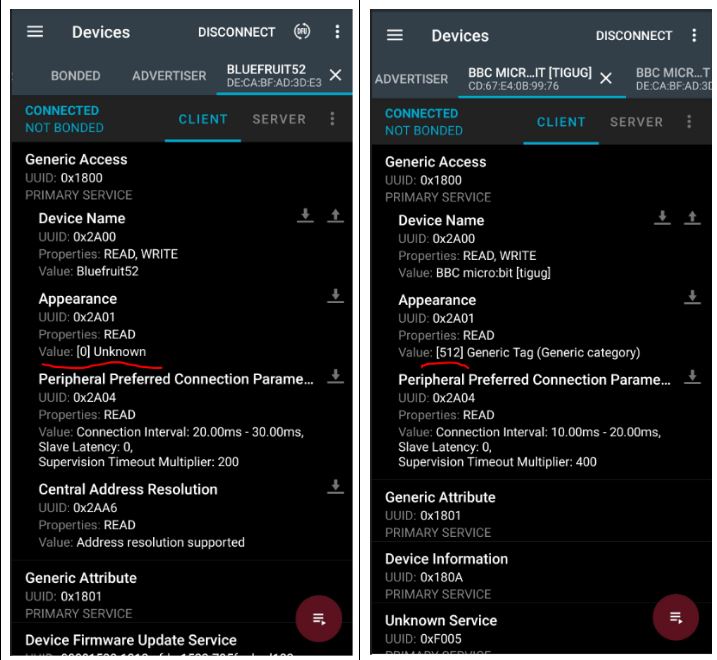 Devices
DISCONNECT
DFU
BONDED
ADVERTISER
BLUEFRUIT52
DE:CA:BF:AD:3D:E3
CONNECTED
NOT BONDED
CLIENT
SERVER
Generic Access
UUID: 0x1800
PRIMARY SERVICE
Device Name
UUID: 0x2A00
Properties: READ, WRITE
Value: Bluefruit52
Appearance
UUID: 0x2A01
Properties: READ
Value: [0] Unknown
Peripheral Preferred Connection Parame...
UUID: 0x2A04
Properties: READ
Value: Connection Interval: 20.00ms - 30.00ms,
Slave Latency: 0,
Supervision Timeout Multiplier: 200
Central Address Resolution
UUID: 0x2AA6
Properties: READ
Value: Address resolution supported
Generic Attribute
UUID: 0x1801
PRIMARY SERVICE
Device Firmware Update Service
Devices
DISCONNECT
ADVERTISER
BBC MICR...IT [TIGUG]
CD:67:E4:0B:99:76
BBC MICR...T
DE:CA:BF:AD:3D
CONNECTED
NOT BONDED
CLIENT
SERVER
Generic Access
UUID: 0x1800
PRIMARY SERVICE
Device Name
UUID: 0x2A00
Properties: READ, WRITE
Value: BBC micro:bit [tigug]
Appearance
UUID: 0x2A01
Properties: READ
Value: [512] Generic Tag (Generic category)
Peripheral Preferred Connection Parame...
UUID: 0x2A04
Properties: READ
Value: Connection Interval: 10.00ms - 20.00ms,
Slave Latency: 0,
Supervision Timeout Multiplier: 400
Generic Attribute
UUID: 0x1801
PRIMARY SERVICE
Device Information
UUID: 0x180A
PRIMARY SERVICE
Unknown Service
UUID: 0xF005
PRIMARY SERVICE